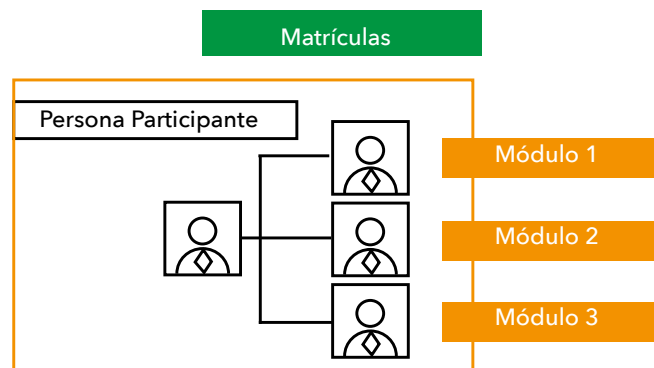 Matrículas
Persona Participante
Módulo 1
Módulo 2
Módulo 3